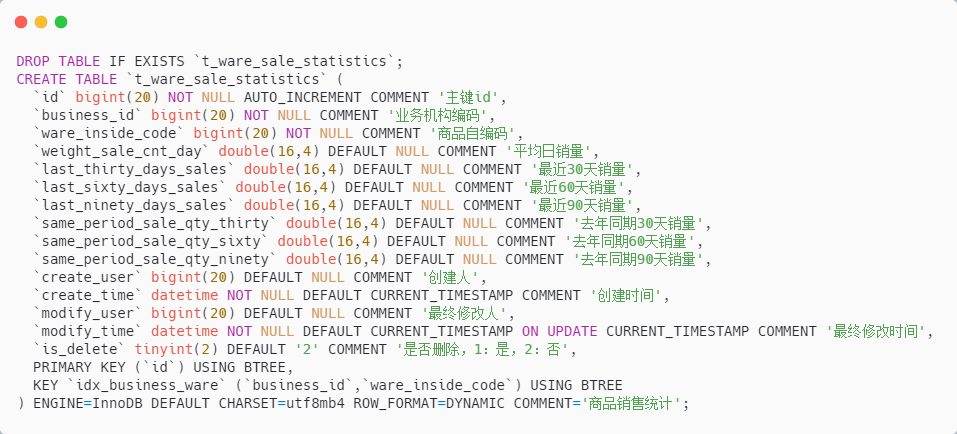 DROP TABLE IF EXISTS `t_ware_sale_statistics`;
CREATE TABLE `t_ware_sale_statistics` (
  `id` bigint(20) NOT NULL AUTO_INCREMENT COMMENT '主键id',
  `business_id` bigint(20) NOT NULL COMMENT '业务机构编码',
  `ware_inside_code` bigint(20) NOT NULL COMMENT '商品自编码',
  `weight_sale_cnt_day` double(16,4) DEFAULT NULL COMMENT '平均日销量',
  `last_thirty_days_sales` double(16,4) DEFAULT NULL COMMENT '最近30天销量',
  `last_sixty_days_sales` double(16,4) DEFAULT NULL COMMENT '最近60天销量',
  `last_ninety_days_sales` double(16,4) DEFAULT NULL COMMENT '最近90天销量',
  `same_period_sale_qty_thirty` double(16,4) DEFAULT NULL COMMENT '去年同期30天销量',
  `same_period_sale_qty_sixty` double(16,4) DEFAULT NULL COMMENT '去年同期60天销量',
  `same_period_sale_qty_ninety` double(16,4) DEFAULT NULL COMMENT '去年同期90天销量',
  `create_user` bigint(20) DEFAULT NULL COMMENT '创建人',
  `create_time` datetime NOT NULL DEFAULT CURRENT_TIMESTAMP COMMENT '创建时间',
  `modify_user` bigint(20) DEFAULT NULL COMMENT '最终修改人',
  `modify_time` datetime NOT NULL DEFAULT CURRENT_TIMESTAMP ON UPDATE CURRENT_TIMESTAMP COMMENT '最终修改时间',
  `is_delete` tinyint(2) DEFAULT '2' COMMENT '是否删除，1：是，2：否',
  PRIMARY KEY (`id`) USING BTREE,
  KEY `idx_business_ware` (`business_id`,`ware_inside_code`) USING BTREE
) ENGINE=InnoDB DEFAULT CHARSET=utf8mb4 ROW_FORMAT=DYNAMIC COMMENT='商品销售统计';